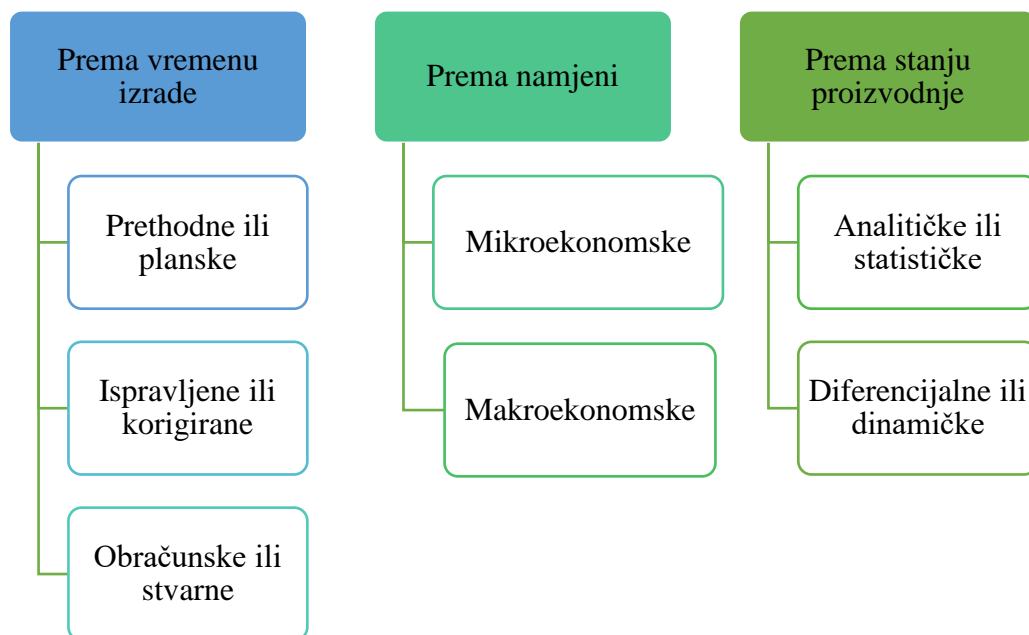 Prema vremenu
izrade
Prethodne ili
planske
Ispravljene ili
korigirane
Obračunske ili
stvarne
Prema namjeni
Mikroekonomske
Makroekonomske
Prema stanju
proizvodnje
Analitičke ili
statističke
Diferencijalne ili
dinamičke